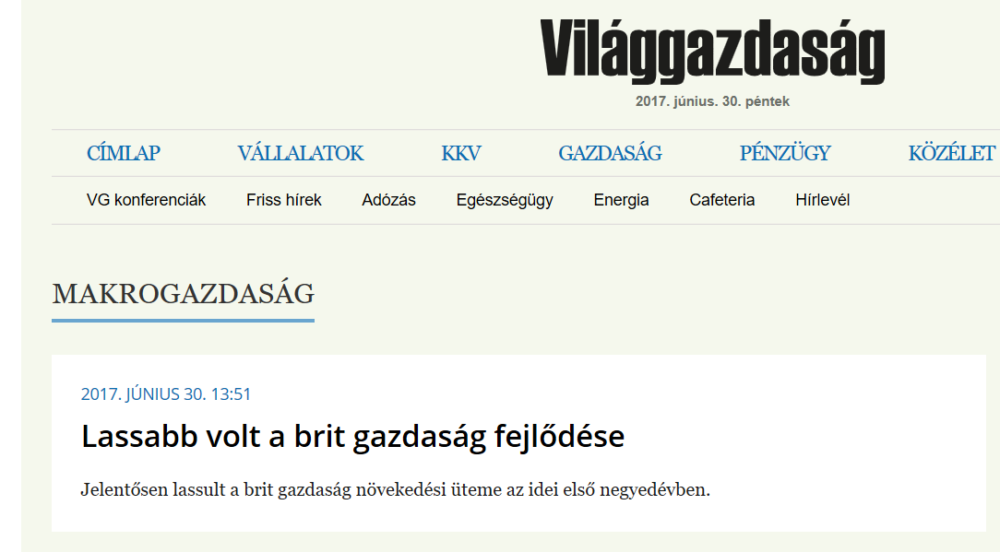 Világgazdaság
2017. június. 30. péntek
CÍMLAP VÁLLALATOK KKV GAZDASÁG PÉNZÜGY KÖZÉLET
VG konferenciák Friss hírek Adózás Egészségügy Energia Cafeteria Hírlevél
MAKROGAZDASÁG
2017. JÚNIUS 30. 13:51
Lassabb volt a brit gazdaság fejlődése
Jelentősen lassult a brit gazdaság növekedési üteme az idei első negyedévben.